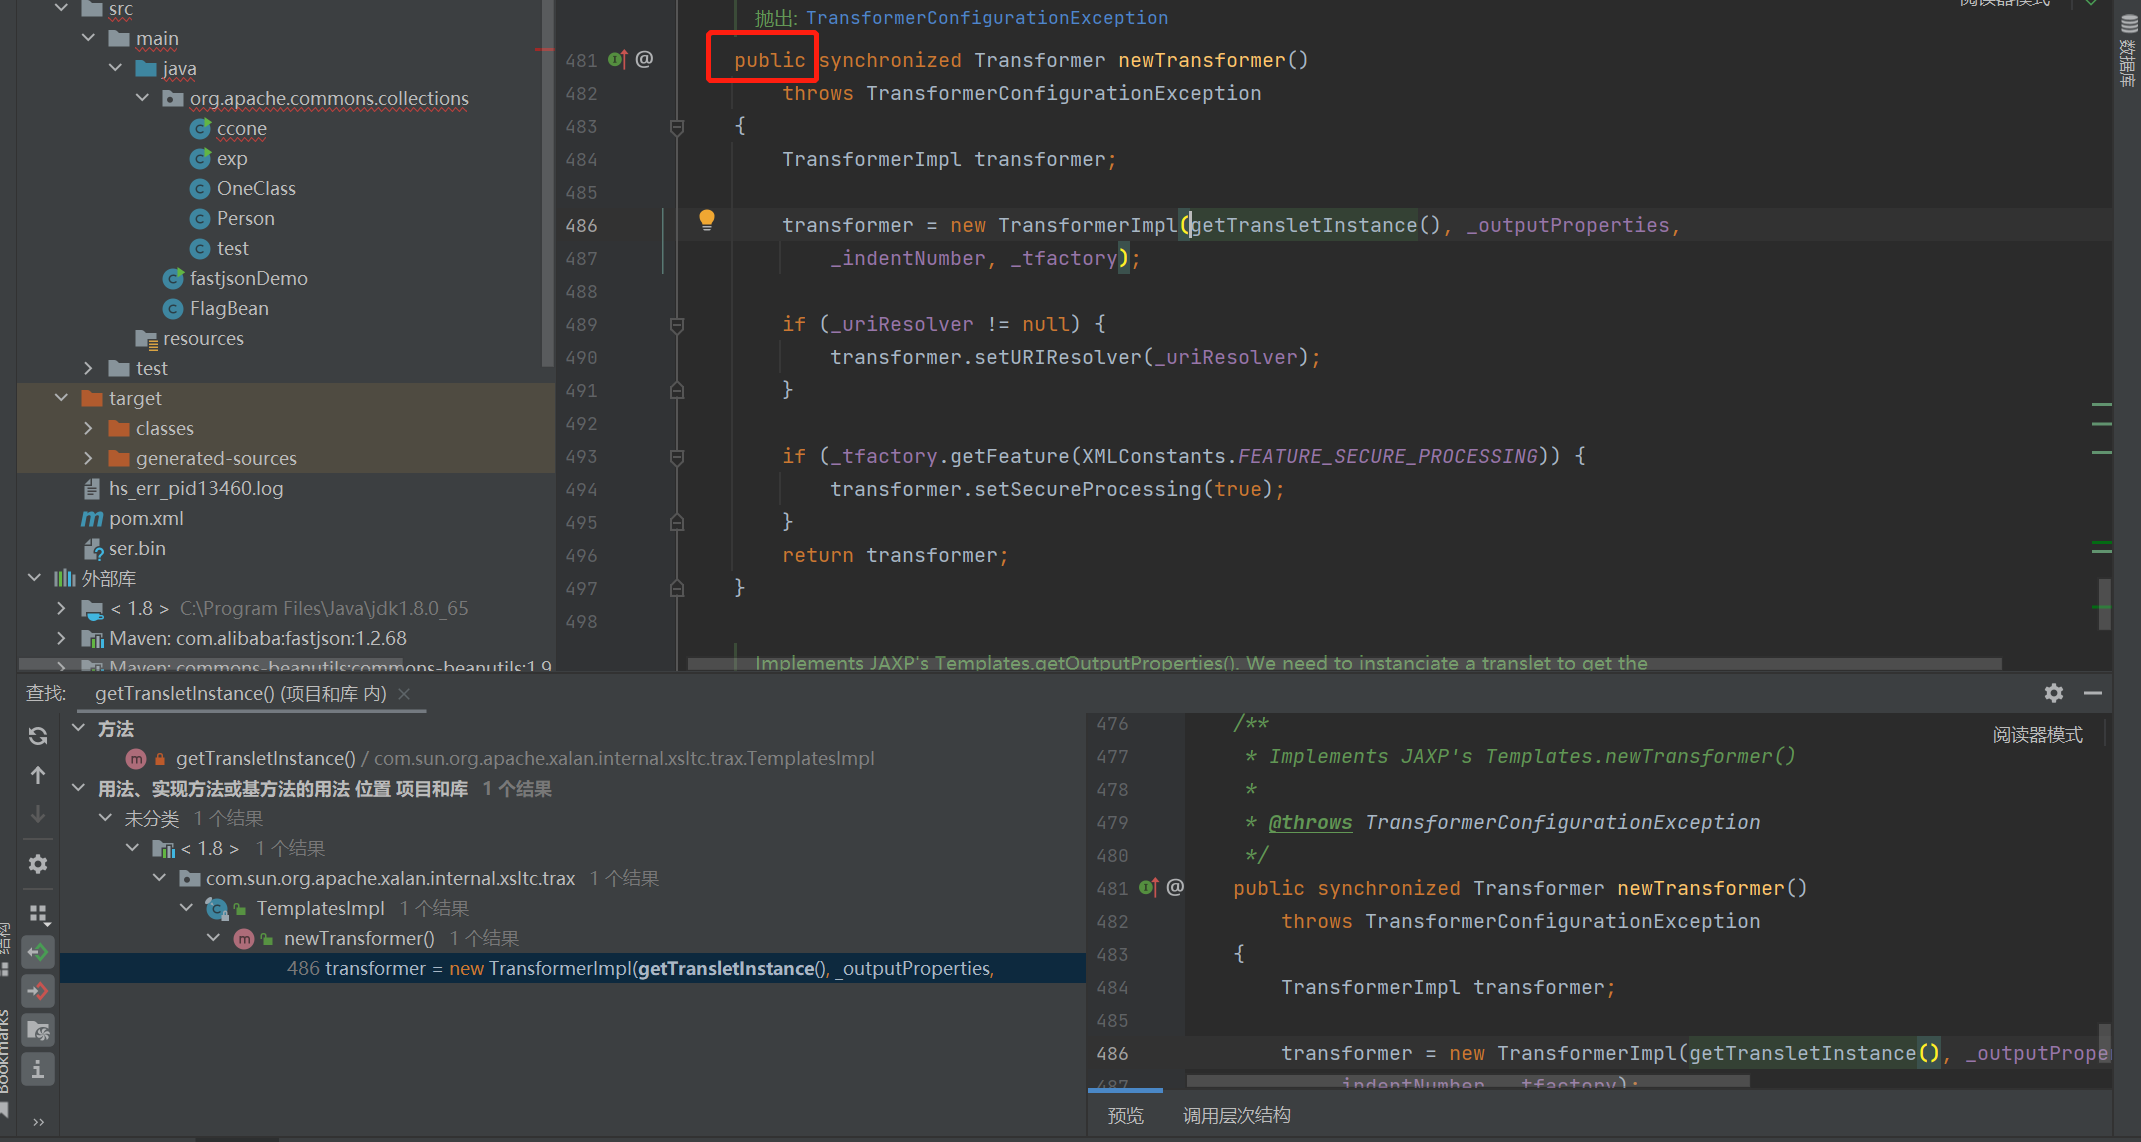 src
main
java
org.apache.commons.collections
ccone
exp
OneClass
Person
test
fastjsonDemo
FlagBean
resources
test
target
classes
generated-sources
hs_err_pid13460.log
pom.xml
ser.bin
外部库
< 1.8 > C:\Program Files\Java\jdk1.8.0_65
Maven: com.alibaba:fastjson:1.2.68
Maven: commons-beanutils:commons-beanutils:1.9
阅读器模式
抛出: TransformerConfigurationException
481 @ public synchronized Transformer newTransformer()
482 throws TransformerConfigurationException
483 {
484 TransformerImpl transformer;
485
486 transformer = new TransformerImpl(getTransletInstance(), _outputProperties,
487 _indentNumber, _tfactory);
488
489 if (_uriResolver != null) {
490 transformer.setURIResolver(_uriResolver);
491 }
492
493 if (_tfactory.getFeature(XMLConstants.FEATURE_SECURE_PROCESSING)) {
494 transformer.setSecureProcessing(true);
495 }
496 return transformer;
497 }
498
Implements JAXP's Templates.getOutputProperties(). We need to instanciate a translet to get the
数据库
查找: getTransletInstance() (项目和库 内) ×
方法
m getTransletInstance() / com.sun.org.apache.xalan.internal.xsltc.trax.TemplatesImpl
用法、实现方法或基方法的用法 位置 项目和库 1 个结果
未分类 1 个结果
< 1.8 > 1 个结果
com.sun.org.apache.xalan.internal.xsltc.trax 1 个结果
TemplatesImpl 1 个结果
m newTransformer() 1 个结果
486 transformer = new TransformerImpl(getTransletInstance(), _outputProperties,
结构
Bookmarks
476 /**
阅读器模式
477 * Implements JAXP's Templates.newTransformer()
478 *
479 * @throws TransformerConfigurationException
480 */
481 @ public synchronized Transformer newTransformer()
482 throws TransformerConfigurationException
483 {
484 TransformerImpl transformer;
485
486 transformer = new TransformerImpl(getTransletInstance(), _outputPrope
487 _indentNumber, _tfactory);
预览 调用层次结构